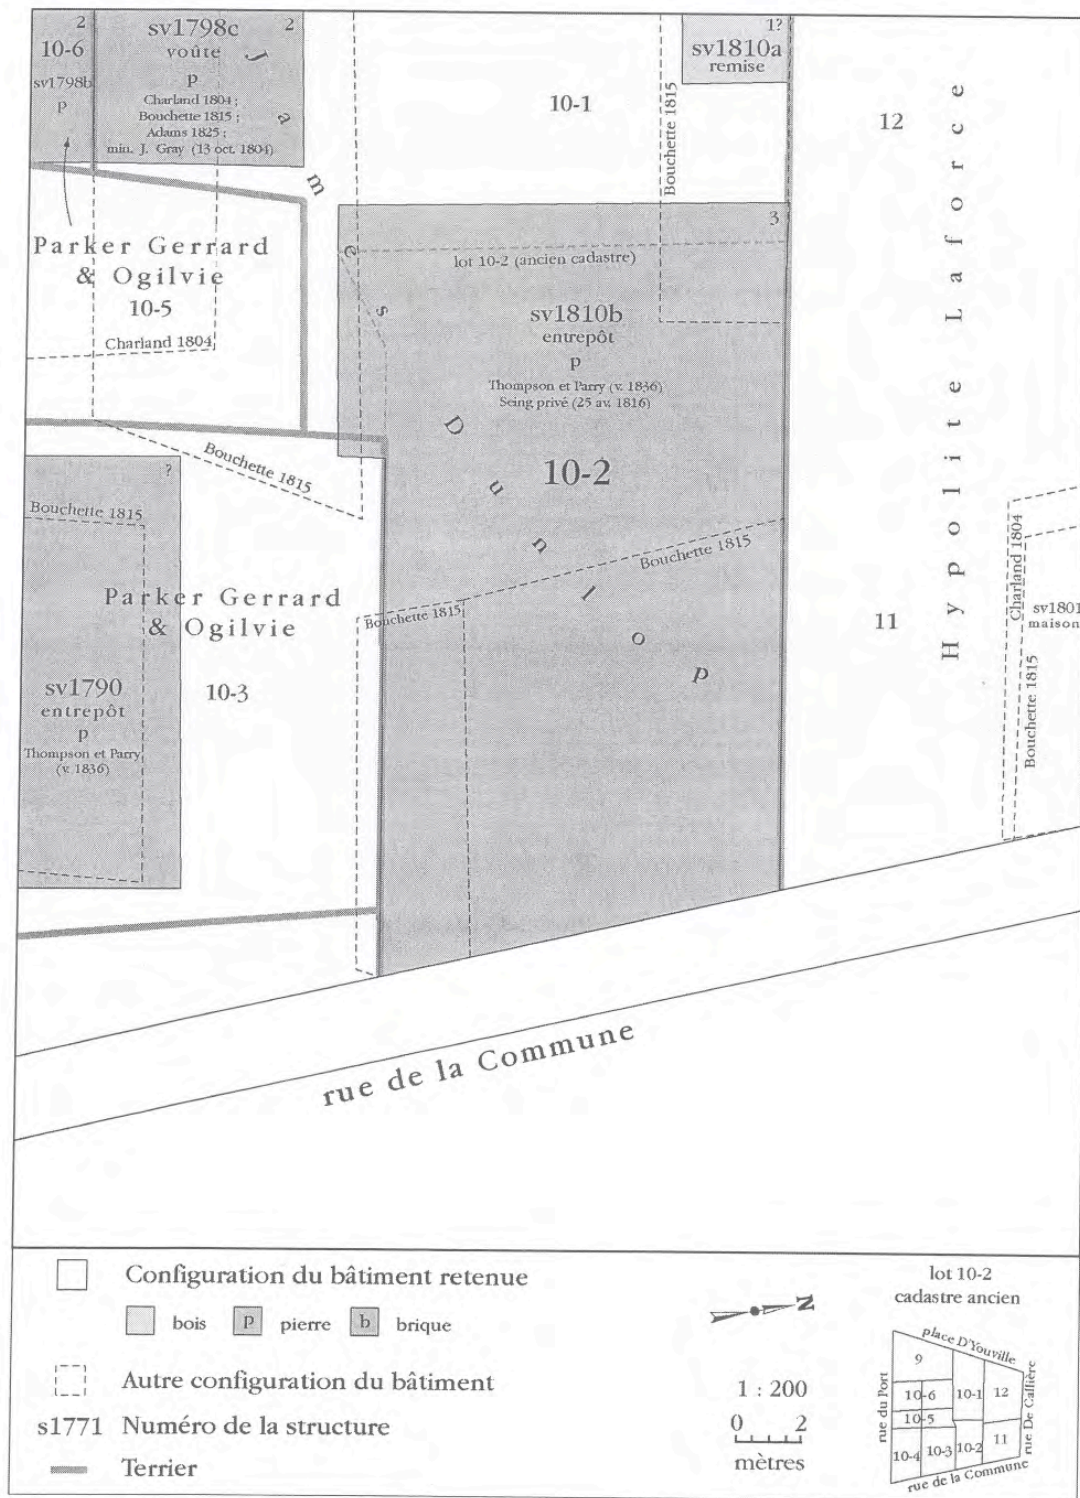 2
10-6
sv1798b
p
2
sv1798c
voûte
p
Charland 1804 ;
Bouchette 1815 ;
Adams 1825 ;
min. J. Gray (13 oct. 1804)
James Dunlop
10-1
Bouchette 1815
1?
sv1810a
remise
12
Hypolite Laforce
Parker Gerrard
& Ogilvie
10-5
Charland 1804
3
lot 10-2 (ancien cadastre)
sv1810b
entrepôt
p
Thompson et Parry (v. 1836)
Seing privé (25 av. 1816)
10-2
Bouchette 1815
?
Bouchette 1815
Bouchette 1815
Bouchette 1815
Parker Gerrard
& Ogilvie
10-3
sv1790
entrepôt
p
Thompson et Parry
(v. 1836)
11
Charland 1804
Bouchette 1815
sv1801
maison
rue de la Commune
Configuration du bâtiment retenue
bois
p pierre
b brique
Autre configuration du bâtiment
s1771 Numéro de la structure
Terrier
N
1 : 200
0 2
mètres
lot 10-2
cadastre ancien
place D'Youville
rue du Port
rue De Callière
9
10-6
10-1
12
10-5
10-4
10-3
10-2
11
rue de la Commune